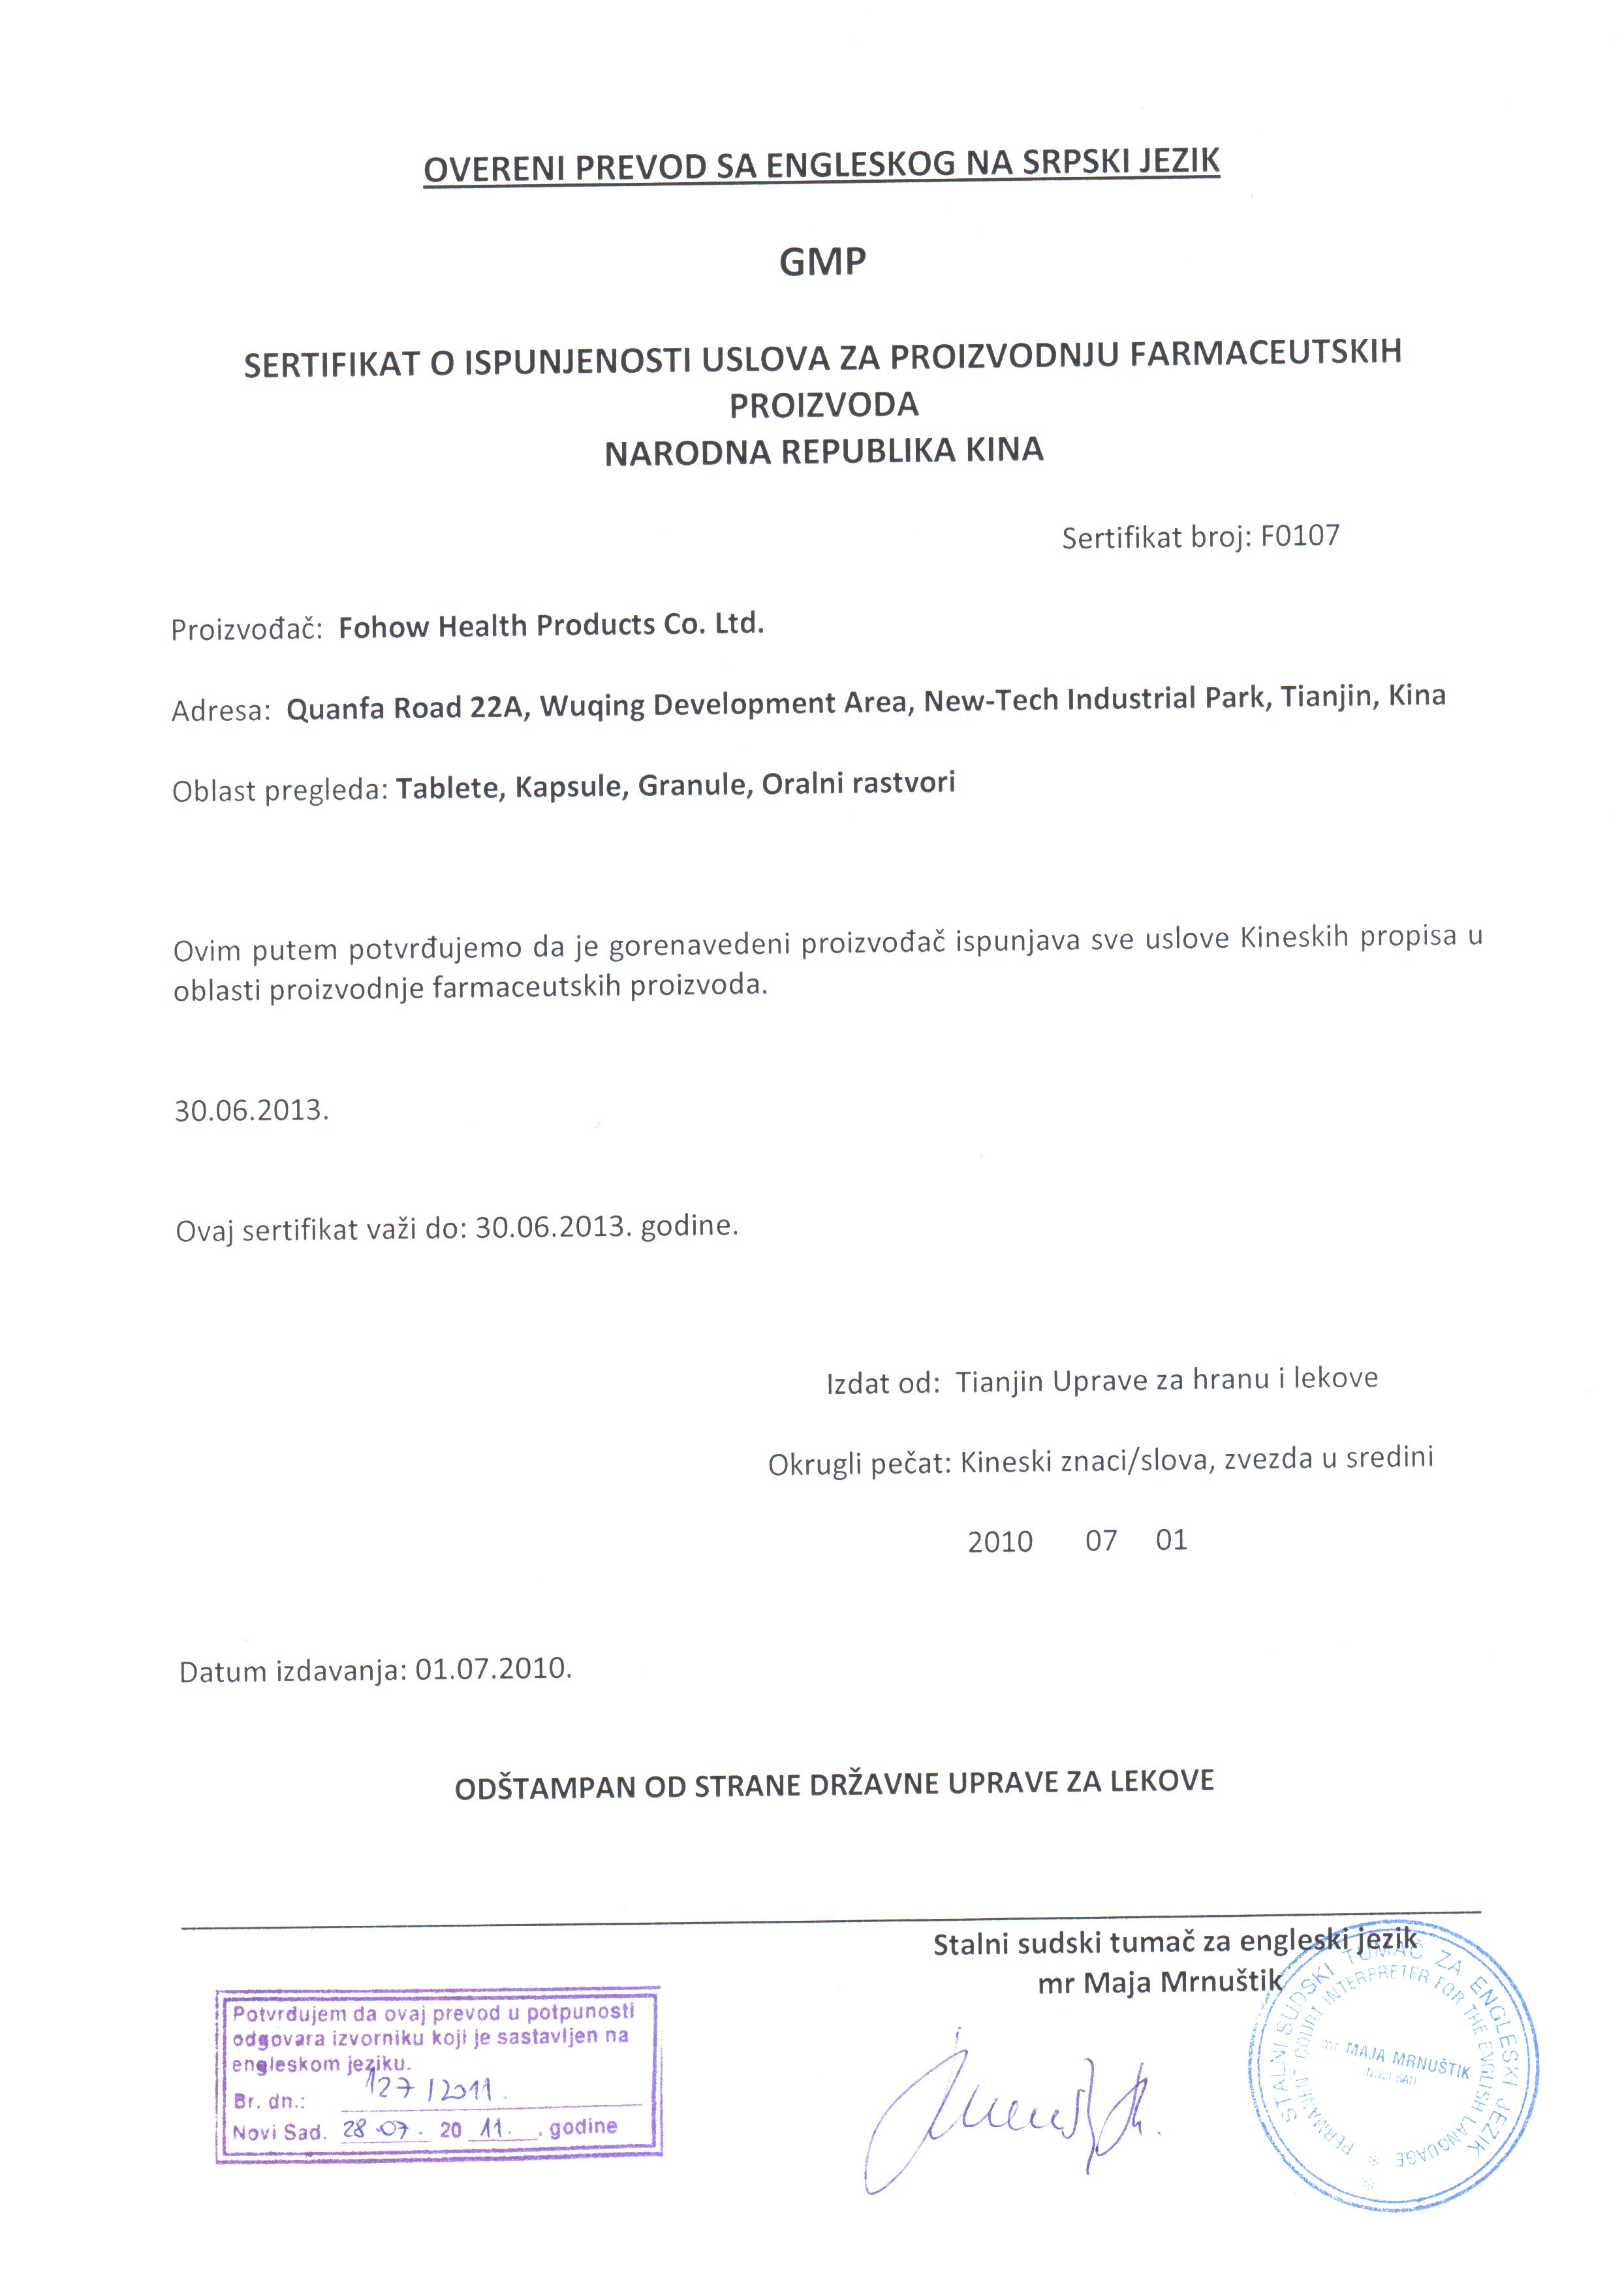 OVERENI PREVOD SA ENGLESKOG NA SRPSKI JEZIK
GMP
SERTIFIKAT O ISPUNJENOSTI USLOVA ZA PROIZVODNJU FARMACEUTSKIH
PROIZVODA
NARODNA REPUBLIKA KINA
Sertifikat broj: F0107
Proizvođač: Fohow Health Products Co. Ltd.
Adresa: Quanfa Road 22A, Wuqing Development Area, New-Tech Industrial Park, Tianjin, Kina
Oblast pregleda: Tablete, Kapsule, Granule, Oralni rastvori
Ovim putem potvrđujemo da je gorenavedeni proizvođač ispunjava sve uslove Kineskih propisa u
oblasti proizvodnje farmaceutskih proizvoda.
30.06.2013.
Ovaj sertifikat važi do: 30.06.2013. godine.
Izdat od: Tianjin Uprave za hranu i lekove
Okrugli pečat: Kineski znaci/slova, zvezda u sredini
2010 07 01
Datum izdavanja: 01.07.2010.
ODŠTAMPAN OD STRANE DRŽAVNE UPRAVE ZA LEKOVE
Stalni sudski tumač za engleski jezik
mr Maja Mrnuštik
Potvrdujem da ovaj prevod u potpunosti
odgovara izvorniku koji je sastavljen na
engleskom jeziku.
Br. dn.: 127/2011.
Novi Sad, 28.07. 20 11. , godine
STALNI SUDSKI TUMAČ ZA ENGLESKI JEZIK
PERMANENT COURT INTERPRETER FOR THE ENGLISH LANGUAGE
mr MAJA MRNUŠTIK
NOVI SAD